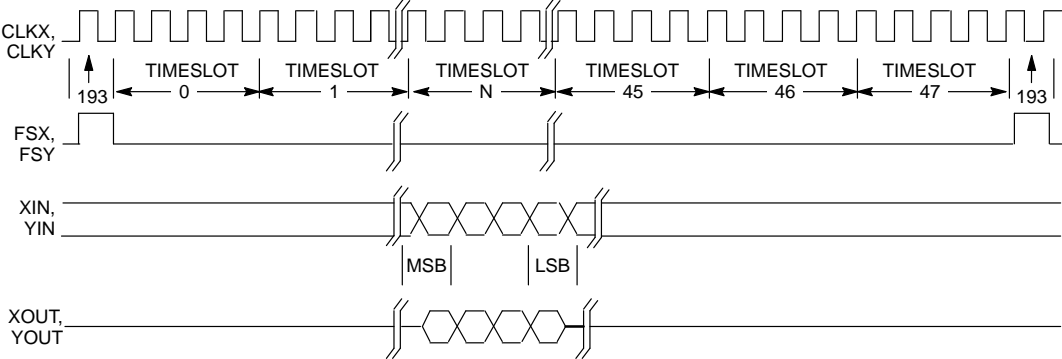 CLKX,
CLKY
TIMESLOT TIMESLOT TIMESLOT TIMESLOT TIMESLOT TIMESLOT
193 0 1 N 45 46 47 193
FSX,
FSY
XIN,
YIN
MSB LSB
XOUT,
YOUT